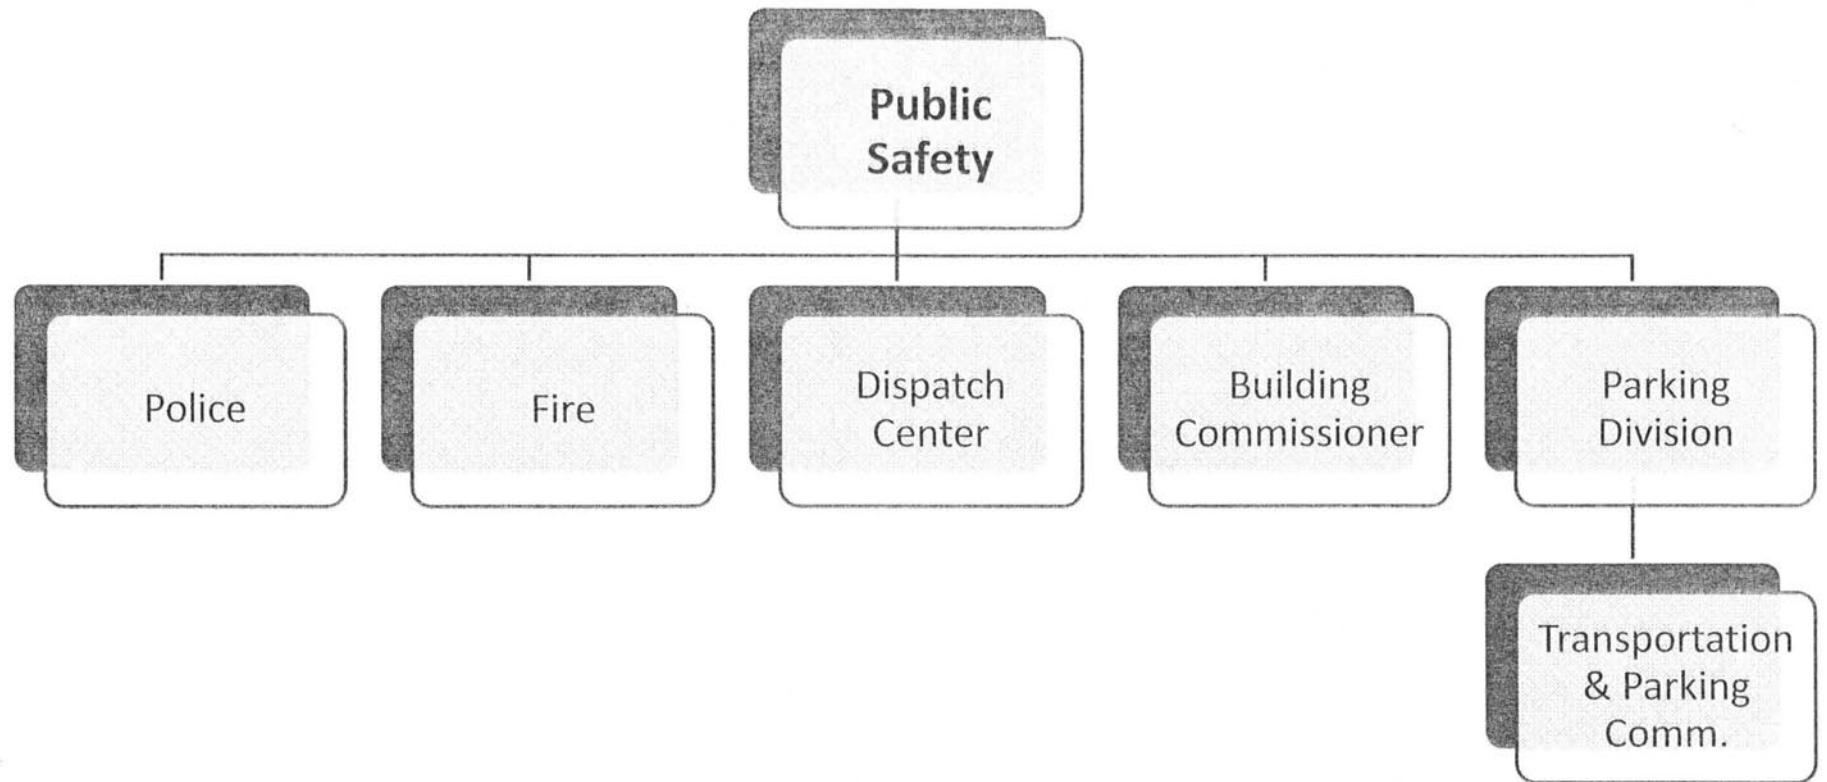 Public
Safety
Police
Fire
Dispatch
Center
Building
Commissioner
Parking
Division
Transportation
& Parking
Comm.